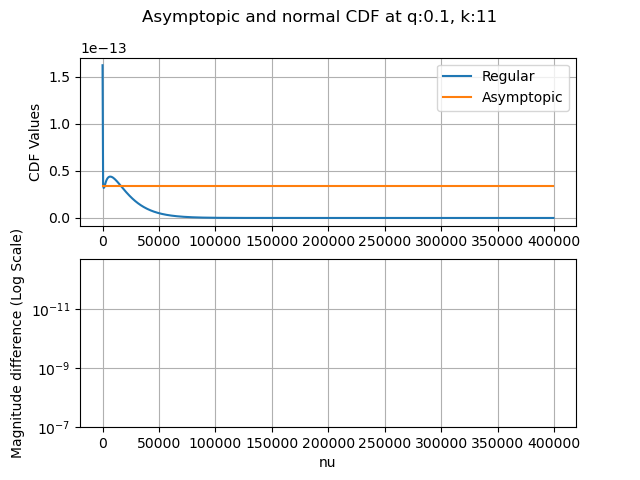 Asymptopic and normal CDF at q:0.1, k:11
1e−13
1.5
1.0
0.5
0.0
CDF Values
Regular
Asymptopic
0 50000 100000 150000 200000 250000 300000 350000 400000
10⁻¹¹
10⁻⁹
10⁻⁷
Magnitude difference (Log Scale)
0 50000 100000 150000 200000 250000 300000 350000 400000
nu